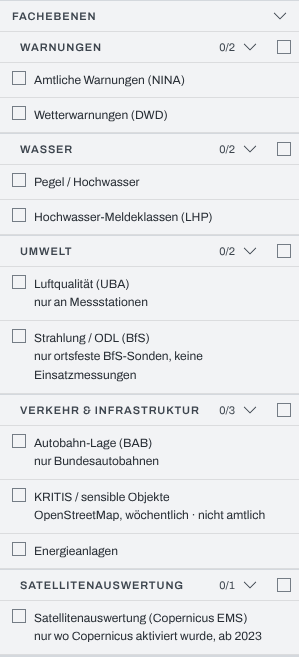 FACHEBENEN
WARNUNGEN 0/2
Amtliche Warnungen (NINA)
Wetterwarnungen (DWD)
WASSER 0/2
Pegel / Hochwasser
Hochwasser-Meldeklassen (LHP)
UMWELT 0/2
Luftqualität (UBA)
nur an Messstationen
Strahlung / ODL (BfS)
nur ortsfeste BfS-Sonden, keine
Einsatzmessungen
VERKEHR & INFRASTRUKTUR 0/3
Autobahn-Lage (BAB)
nur Bundesautobahnen
KRITIS / sensible Objekte
OpenStreetMap, wöchentlich · nicht amtlich
Energieanlagen
SATELLITENAUSWERTUNG 0/1
Satellitenauswertung (Copernicus EMS)
nur wo Copernicus aktiviert wurde, ab 2023